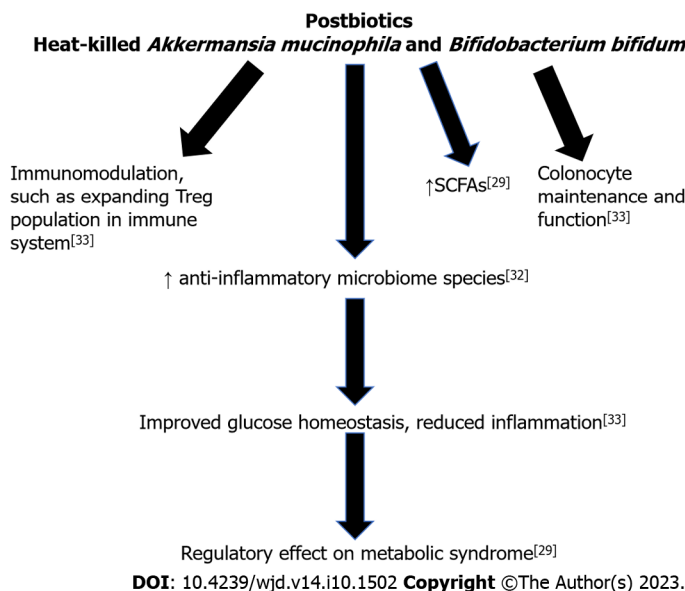 Postbiotics
Heat-killed Akkermansia mucinophila and Bifidobacterium bifidum
Immunomodulation,
such as expanding Treg
population in immune
system[33]
↑SCFAs[29]
Colonocyte
maintenance and
function[33]
↑ anti-inflammatory microbiome species[32]
Improved glucose homeostasis, reduced inflammation[33]
Regulatory effect on metabolic syndrome[29]
DOI: 10.4239/wjd.v14.i10.1502 Copyright ©The Author(s) 2023.